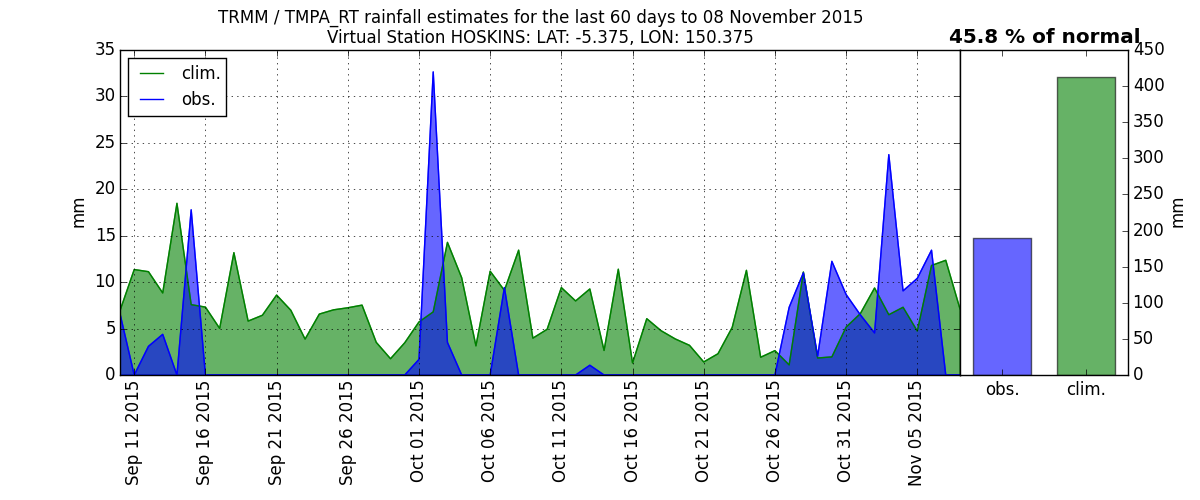 TRMM / TMPA_RT rainfall estimates for the last 60 days to 08 November 2015
Virtual Station HOSKINS: LAT: -5.375, LON: 150.375
45.8 % of normal
clim.
obs.
mm
35
30
25
20
15
10
5
0
Sep 11 2015
Sep 16 2015
Sep 21 2015
Sep 26 2015
Oct 01 2015
Oct 06 2015
Oct 11 2015
Oct 16 2015
Oct 21 2015
Oct 26 2015
Oct 31 2015
Nov 05 2015
obs.
clim.
450
400
350
300
250
200
150
100
50
0
mm